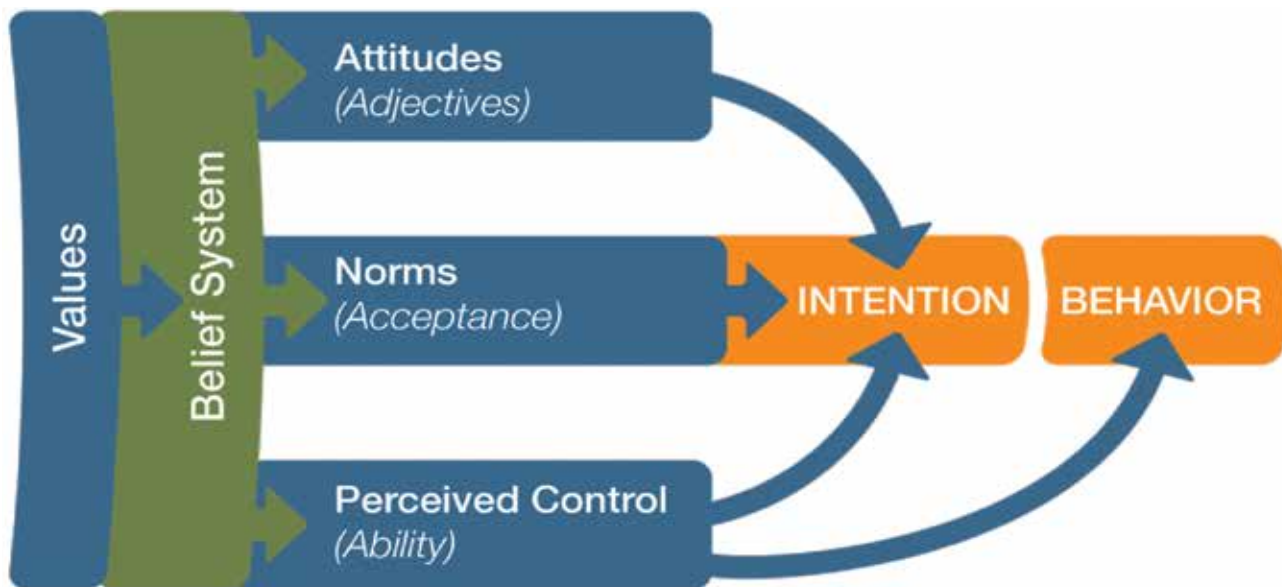 Values
Belief System
Attitudes
(Adjectives)
Norms
(Acceptance)
Perceived Control
(Ability)
INTENTION
BEHAVIOR